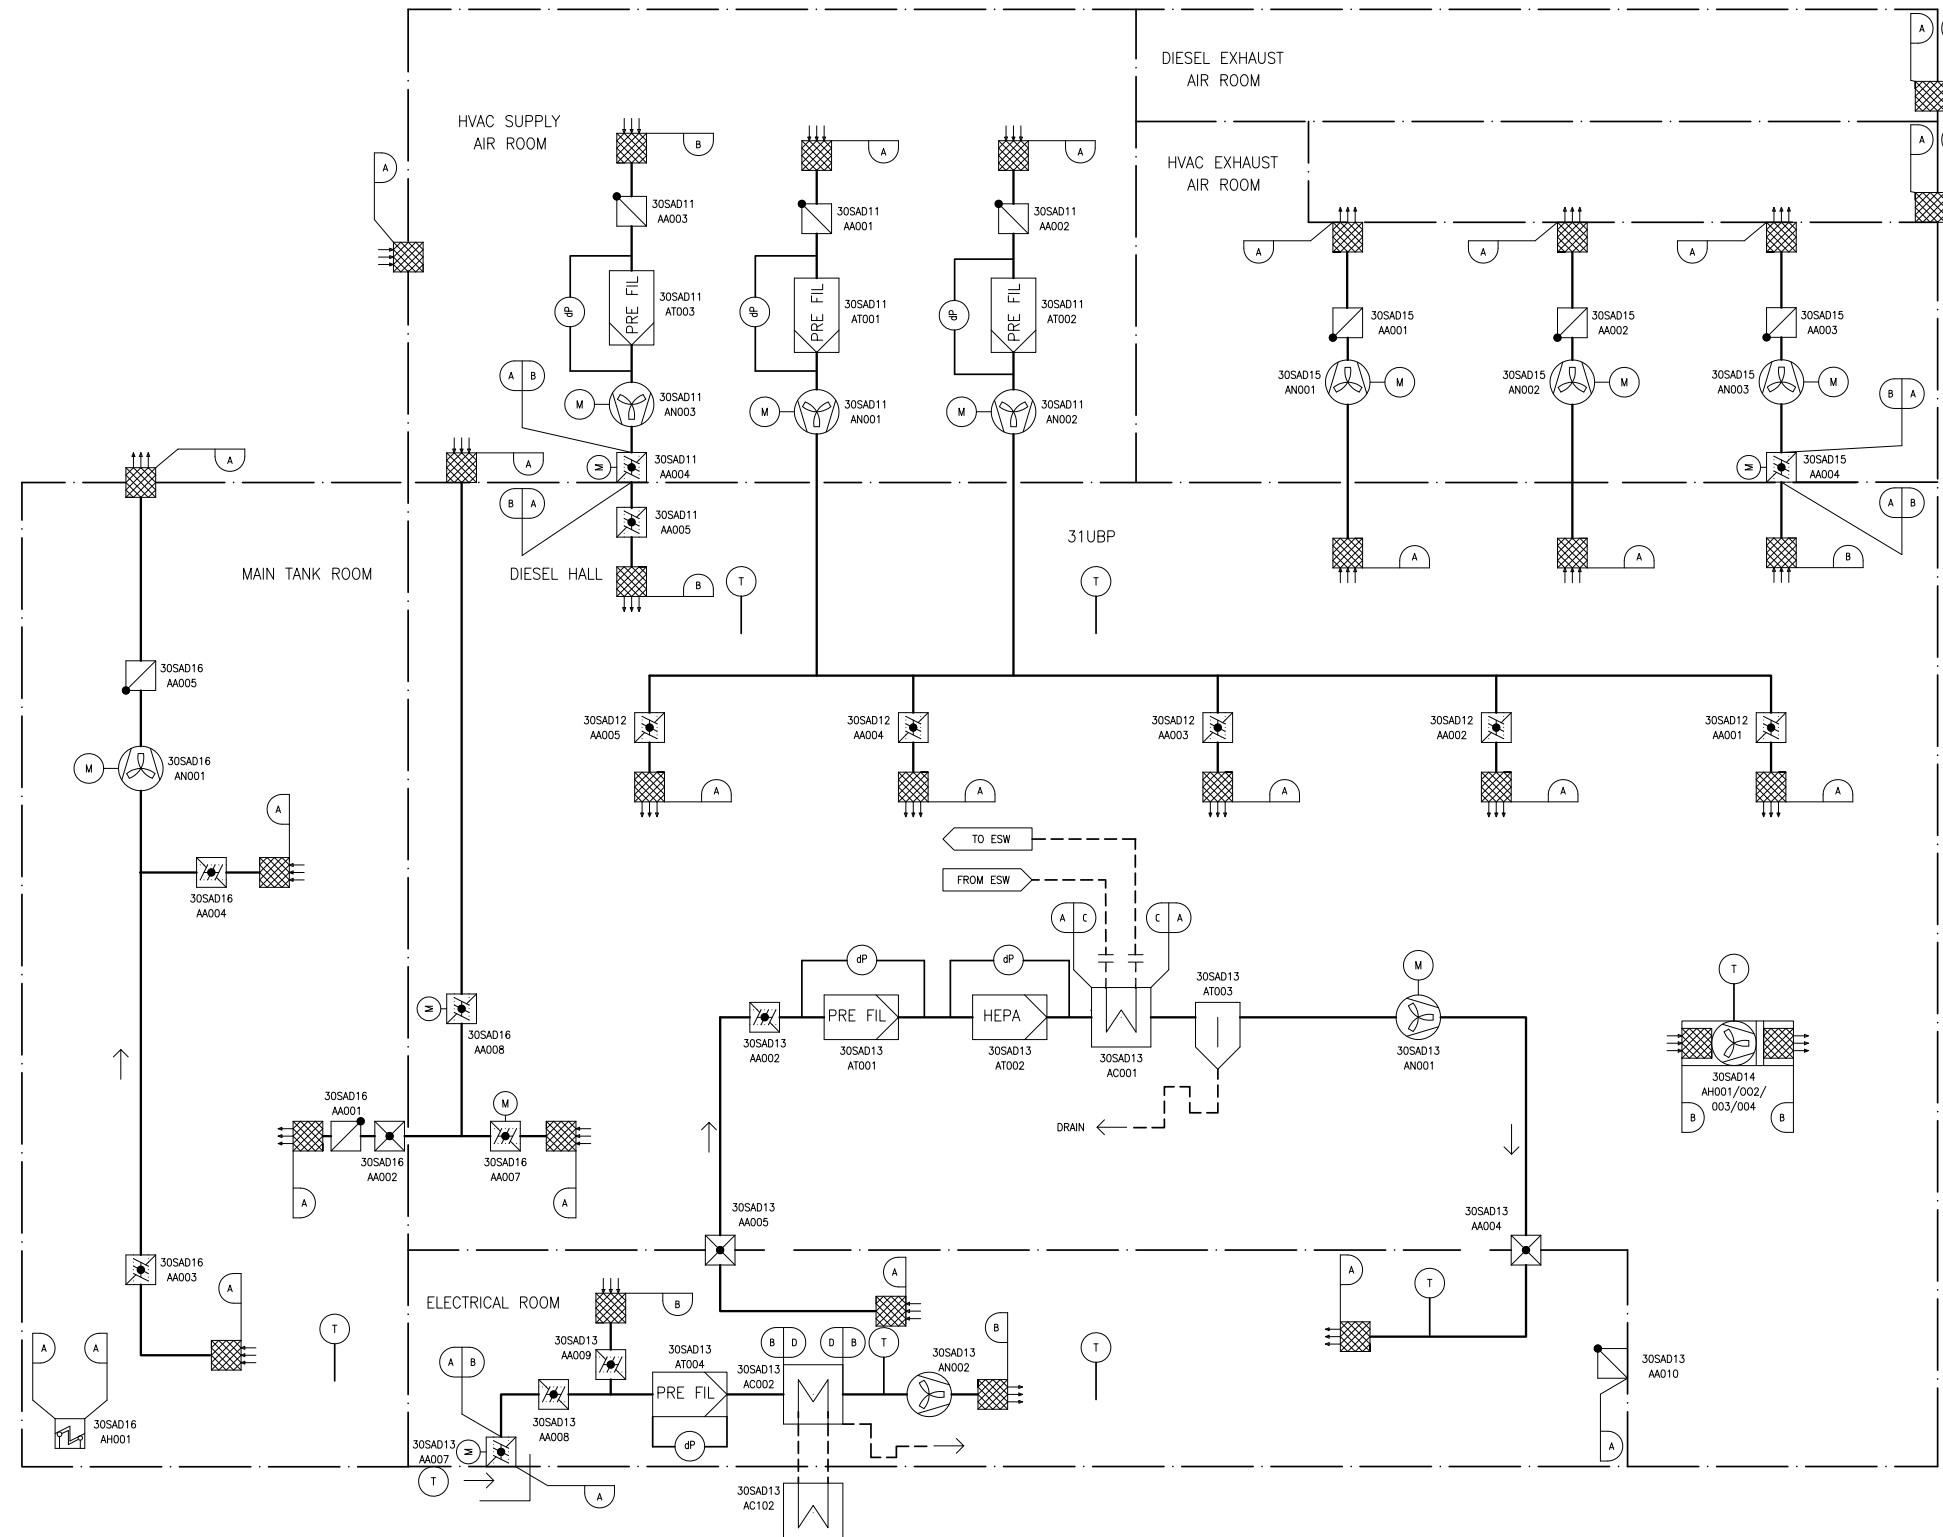 DIESEL EXHAUST
AIR ROOM
A
HVAC SUPPLY
AIR ROOM
B
A
A
A
HVAC EXHAUST
AIR ROOM
A
A
30SAD11
AA003
30SAD11
AA001
30SAD11
AA002
A
A
A
dP
PRE FIL
30SAD11
AT003
dP
PRE FIL
30SAD11
AT001
dP
PRE FIL
30SAD11
AT002
30SAD15
AA001
30SAD15
AA002
30SAD15
AA003
A B
M
30SAD11
AN003
M
30SAD11
AN001
M
30SAD11
AN002
30SAD15
AN001
M
30SAD15
AN002
M
30SAD15
AN003
M
B A
A
A
M
30SAD11
AA004
M
30SAD15
AA004
B A
30SAD11
AA005
A B
31UBP
MAIN TANK ROOM
DIESEL HALL
B
T
T
A
A
B
30SAD16
AA005
30SAD12
AA005
30SAD12
AA004
30SAD12
AA003
30SAD12
AA002
30SAD12
AA001
M
30SAD16
AN001
A
A
A
A
A
A
TO ESW
FROM ESW
30SAD16
AA004
A C
C A
dP
dP
30SAD13
AT003
M
T
M
30SAD16
AA008
PRE FIL
HEPA
30SAD13
AA002
30SAD13
AT001
30SAD13
AT002
30SAD13
AC001
30SAD13
AN001
30SAD14
AH001/002/
003/004
B
B
30SAD16
AA001
M
DRAIN
30SAD16
AA002
30SAD16
AA007
A
A
30SAD13
AA005
30SAD13
AA004
30SAD16
AA003
A
A
A
T
ELECTRICAL ROOM
B
T
A
A
30SAD13
AA009
30SAD13
AT004
B D
D B
T
B
T
A B
30SAD13
AC002
30SAD13
AN002
30SAD13
AA010
PRE FIL
30SAD16
AH001
30SAD13
AA008
dP
A
30SAD13
AA007
M
T
A
30SAD13
AC102